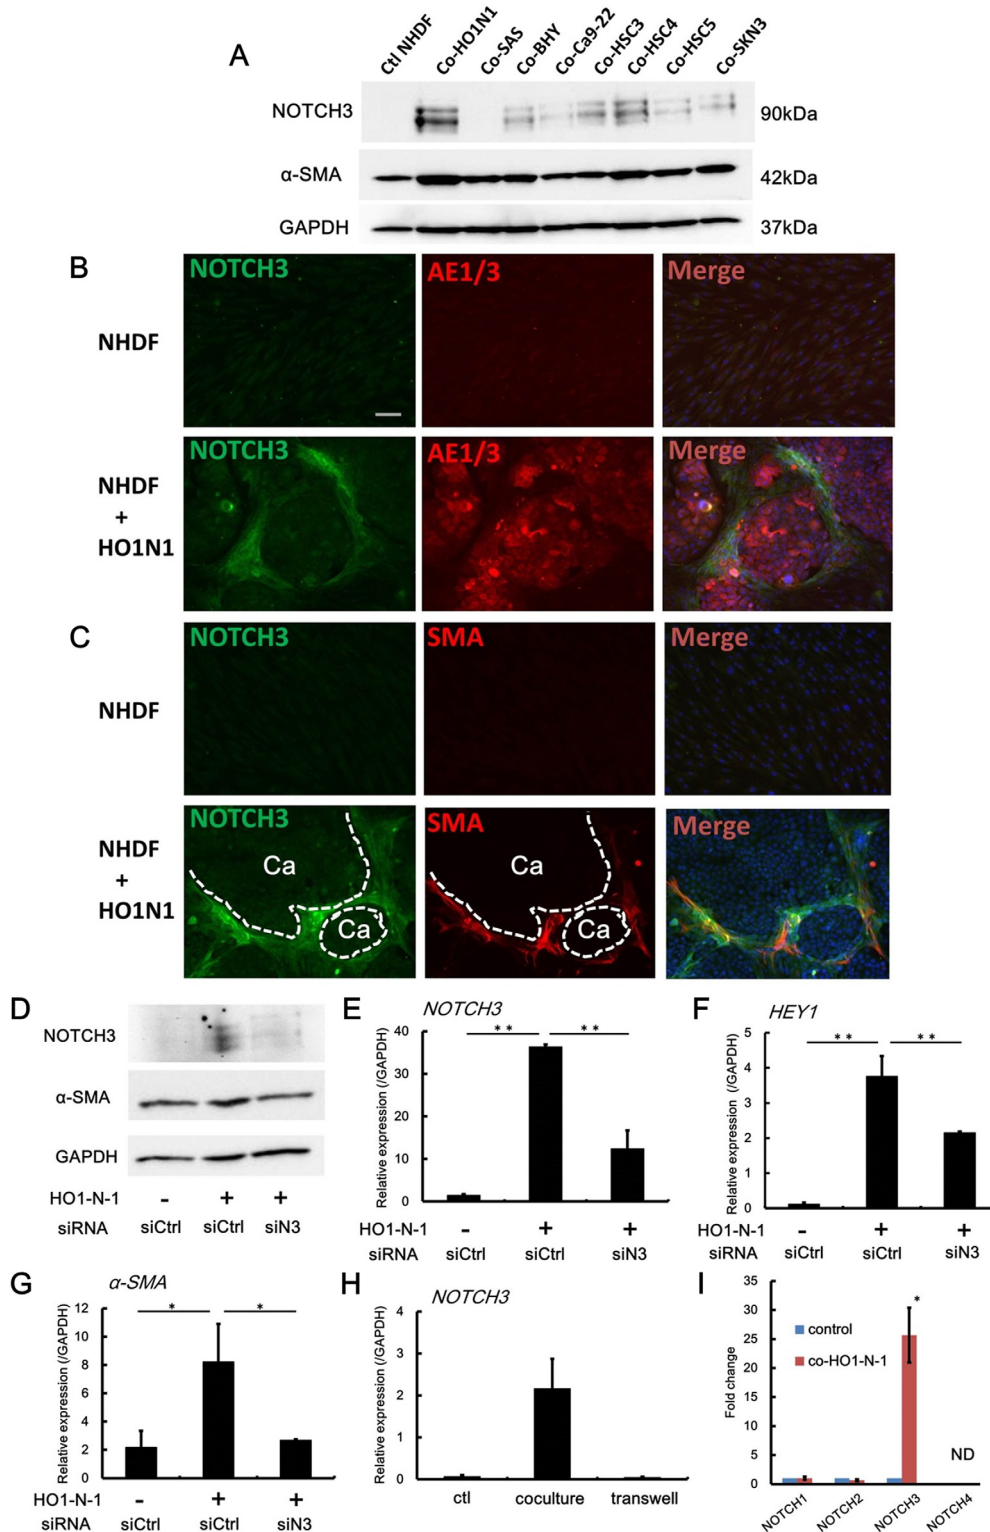 A
Ctl NHDF
Co-HO1N1
Co-SAS
Co-BHY
Co-Ca9-22
Co-HSC3
Co-HSC4
Co-HSC5
Co-SKN3
NOTCH3
90kDa
α-SMA
42kDa
GAPDH
37kDa
B
NHDF
NOTCH3
AE1/3
Merge
NHDF
+
HO1N1
NOTCH3
AE1/3
Merge
C
NHDF
NOTCH3
SMA
Merge
NHDF
+
HO1N1
NOTCH3
Ca
Ca
SMA
Ca
Ca
Merge
D
NOTCH3
α-SMA
GAPDH
HO1-N-1 - + +
siRNA siCtrl siCtrl siN3
E
NOTCH3
Relative expression (/GAPDH)
40
30
20
10
0
**
**
HO1-N-1 - + +
siRNA siCtrl siCtrl siN3
F
HEY1
Relative expression (/GAPDH)
5
4
3
2
1
0
**
**
HO1-N-1 - + +
siRNA siCtrl siCtrl siN3
G
α-SMA
Relative expression (/GAPDH)
12
10
8
6
4
2
0
*
*
HO1-N-1 - + +
siRNA siCtrl siCtrl siN3
H
NOTCH3
Relative expression (/GAPDH)
4
3
2
1
0
ctl coculture transwell
I
Fold change
35
30
25
20
15
10
5
0
control
co-HO1-N-1
*
ND
NOTCH1
NOTCH2
NOTCH3
NOTCH4